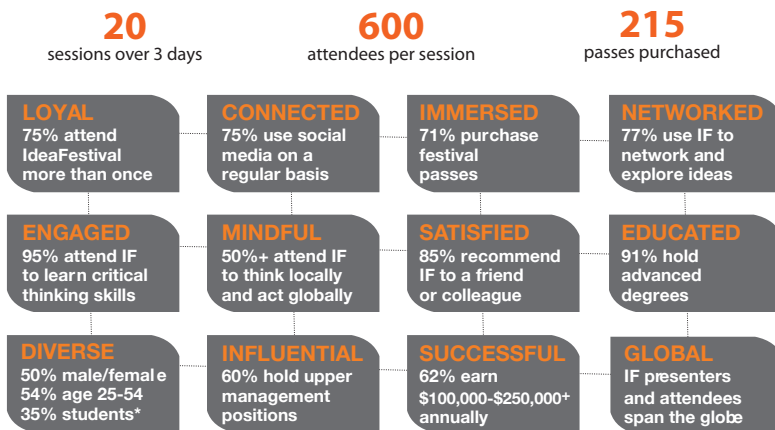 20
sessions over 3 days
600
attendees per session
215
passes purchased
LOYAL
75% attend
IdeaFestival
more than once
CONNECTED
75% use social
media on a
regular basis
IMMERSED
71% purchase
festival
passes
NETWORKED
77% use IF to
network and
explore ideas
ENGAGED
95% attend IF
to learn critical
thinking skills
MINDFUL
50%+ attend IF
to think locally
and act globally
SATISFIED
85% recommend
IF to a friend
or colleague
EDUCATED
91% hold
advanced
degrees
DIVERSE
50% male/female
54% age 25-54
35% students*
INFLUENTIAL
60% hold upper
management
positions
SUCCESSFUL
62% earn
$100,000-$250,000+
annually
GLOBAL
IF presenters
and attendees
span the globe